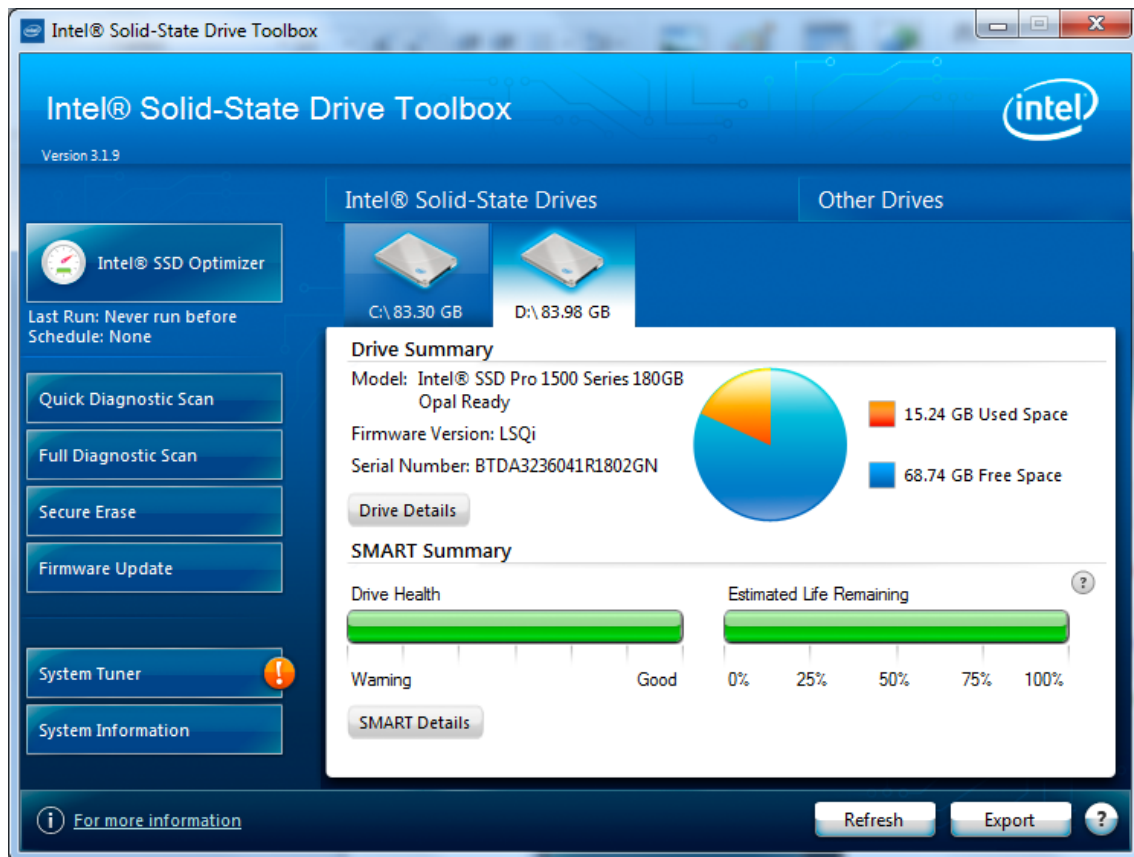 Intel® Solid-State Drive Toolbox
Intel® Solid-State Drive Toolbox
intel®
Version 3.1.9
Intel® Solid-State Drives
Other Drives
Intel® SSD Optimizer
Last Run: Never run before
Schedule: None
C:\ 83.30 GB
D:\ 83.98 GB
Quick Diagnostic Scan
Full Diagnostic Scan
Secure Erase
Firmware Update
System Tuner
!
System Information
Drive Summary
Model: Intel® SSD Pro 1500 Series 180GB
Opal Ready
Firmware Version: LSQi
Serial Number: BTDA3236041R1802GN
15.24 GB Used Space
68.74 GB Free Space
Drive Details
SMART Summary
?
Drive Health
Estimated Life Remaining
Warning
Good
0% 25% 50% 75% 100%
SMART Details
i For more information
Refresh
Export
?